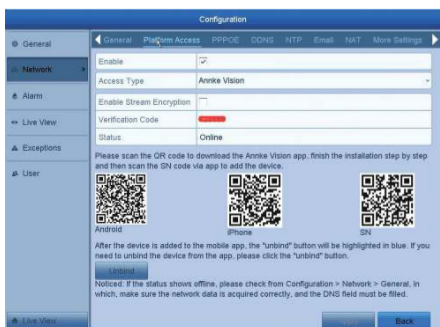 Configuration
General
Network
Alarm
Live View
Exceptions
User
General Platform Access PPPOE DDNS NTP Email NAT More Settings
Enable
Access Type Annke Vision
Enable Stream Encryption
Verification Code
Status Online
Please scan the QR code to download the Annke Vision app, finish the installation step by step
and then scan the SN code via app to add the device.
Android iPhone SN
After the device is added to the mobile app, the "unbind" button will be highlighted in blue. If you
need to unbind the device from the app, please click the "unbind" button.
Unbind
Noticed: If the status shows offline, please check from Configuration > Network > General, in
which, make sure the network data is acquired correctly, and the DNS field must be filled.
Live View
Back